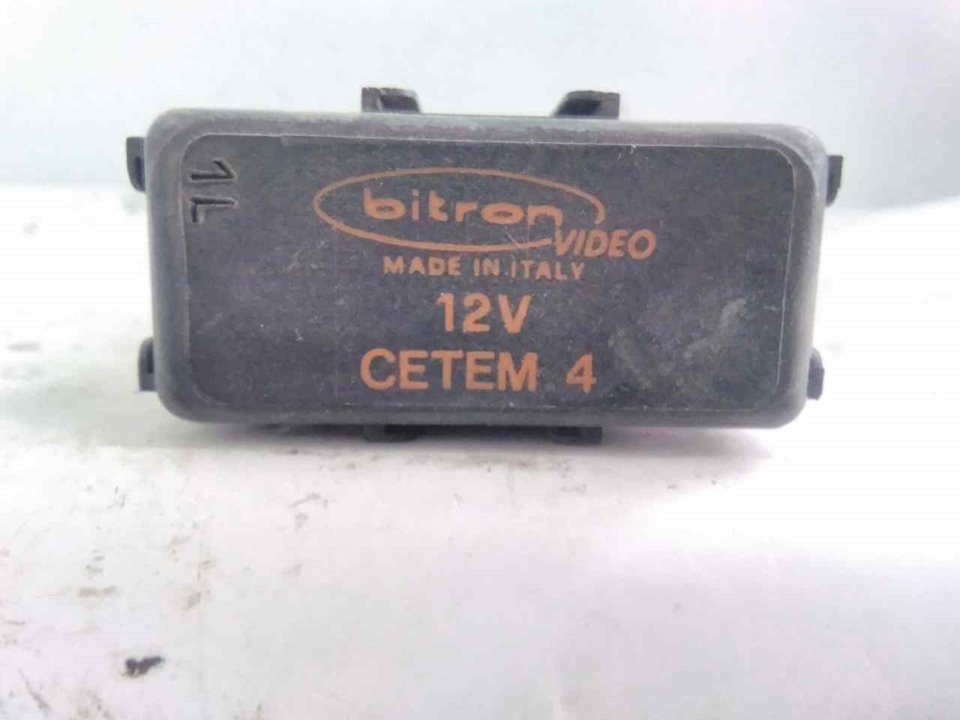 1L
bitron
VIDEO
MADE IN ITALY
12V
CETEM 4